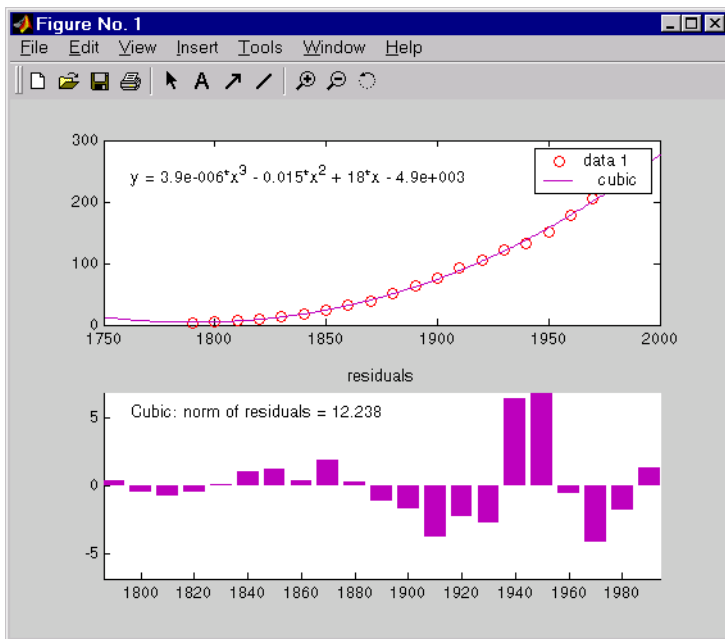 Figure No. 1
File Edit View Insert Tools Window Help
A
300
200
100
0
y = 3.9e-006*x^3 - 0.015*x^2 + 18*x - 4.9e+003
data 1
cubic
1750 1800 1850 1900 1950 2000
residuals
5
0
-5
Cubic: norm of residuals = 12.238
1800 1820 1840 1860 1880 1900 1920 1940 1960 1980